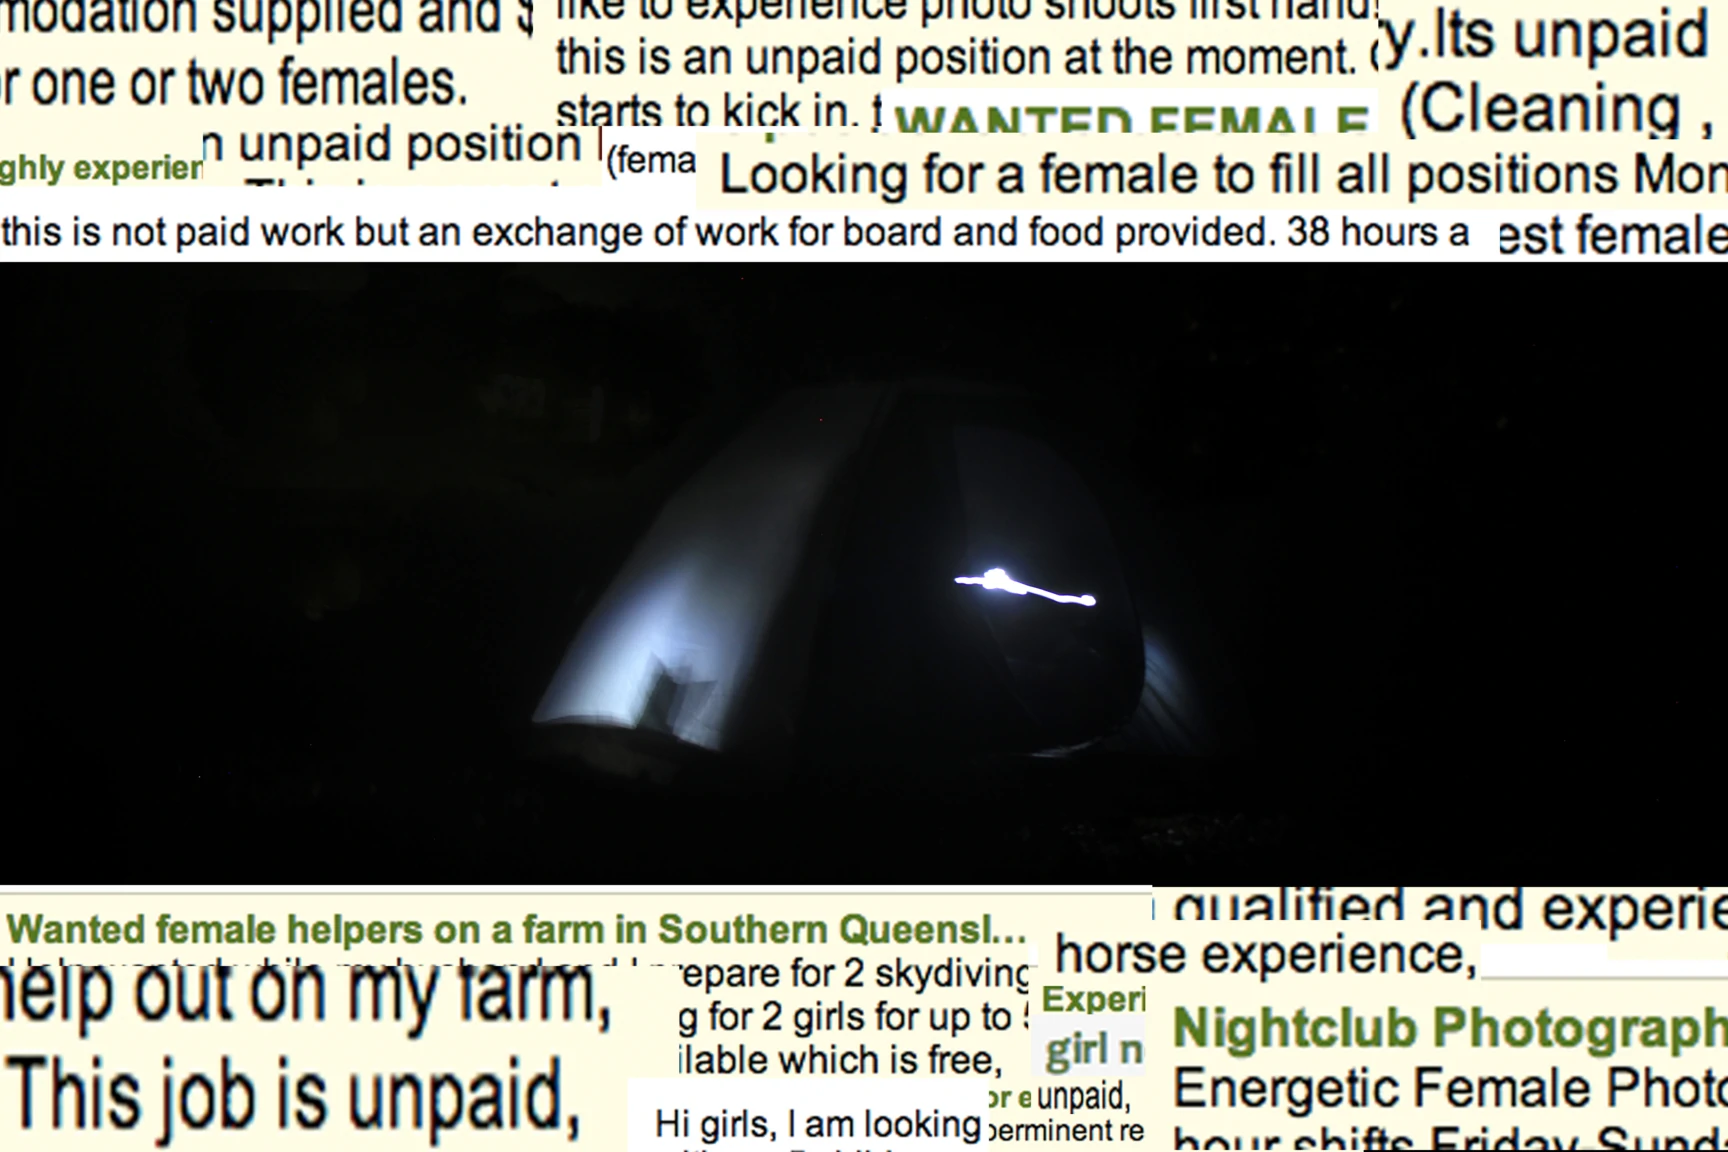 modation supplied and $
r one or two females.
like to experience photo shoots first hand
this is an unpaid position at the moment.
starts to kick in.
WANTED FEMALE
y.Its unpaid
(Cleaning ,
ghly experien
n unpaid position
(fema
Looking for a female to fill all positions Mon
this is not paid work but an exchange of work for board and food provided. 38 hours a
est female
Wanted female helpers on a farm in Southern Queensl...
help out on my farm,
This job is unpaid,
repare for 2 skydiving
g for 2 girls for up to
ilable which is free,
Hi girls, I am looking
qualified and experie
horse experience,
Experi
girl n
or e
unpaid,
perminent re
Nightclub Photograph
Energetic Female Photo
hour shifts Friday-Sund